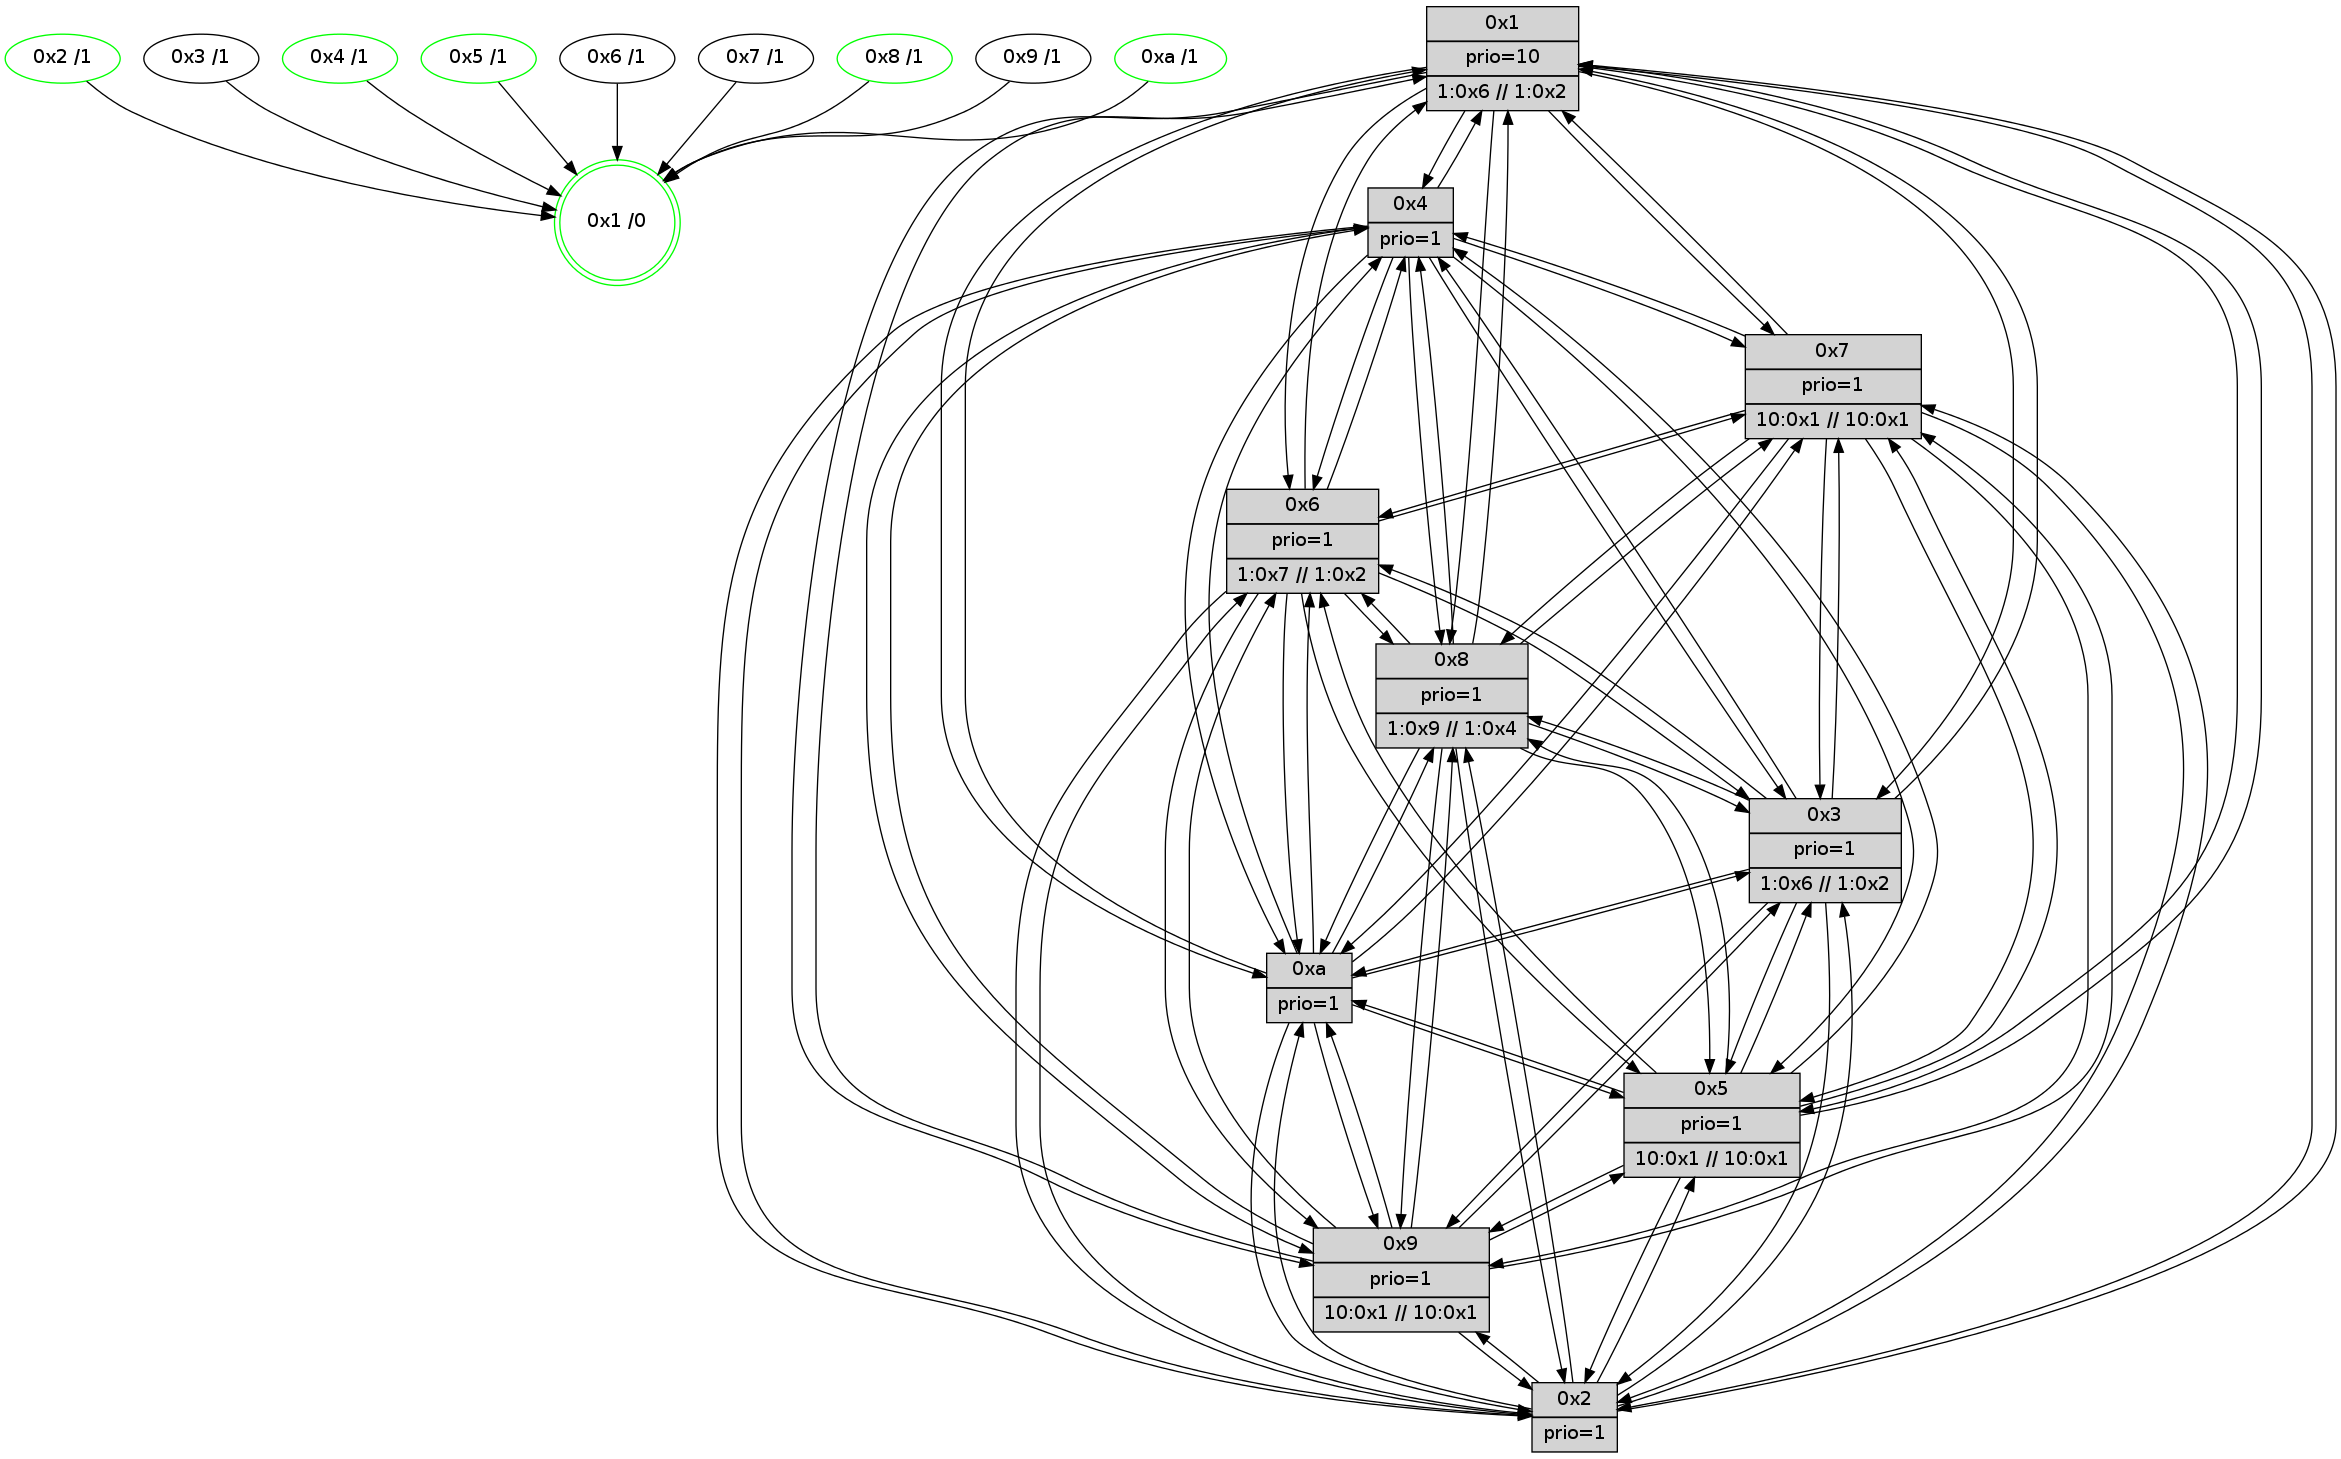 0x2 /1
0x3 /1
0x4 /1
0x5 /1
0x6 /1
0x7 /1
0x8 /1
0x9 /1
0xa /1
0x1 /0
0x1
prio=10
1:0x6 // 1:0x2
0x4
prio=1
0x7
prio=1
10:0x1 // 10:0x1
0x6
prio=1
1:0x7 // 1:0x2
0x8
prio=1
1:0x9 // 1:0x4
0x3
prio=1
1:0x6 // 1:0x2
0xa
prio=1
0x5
prio=1
10:0x1 // 10:0x1
0x9
prio=1
10:0x1 // 10:0x1
0x2
prio=1